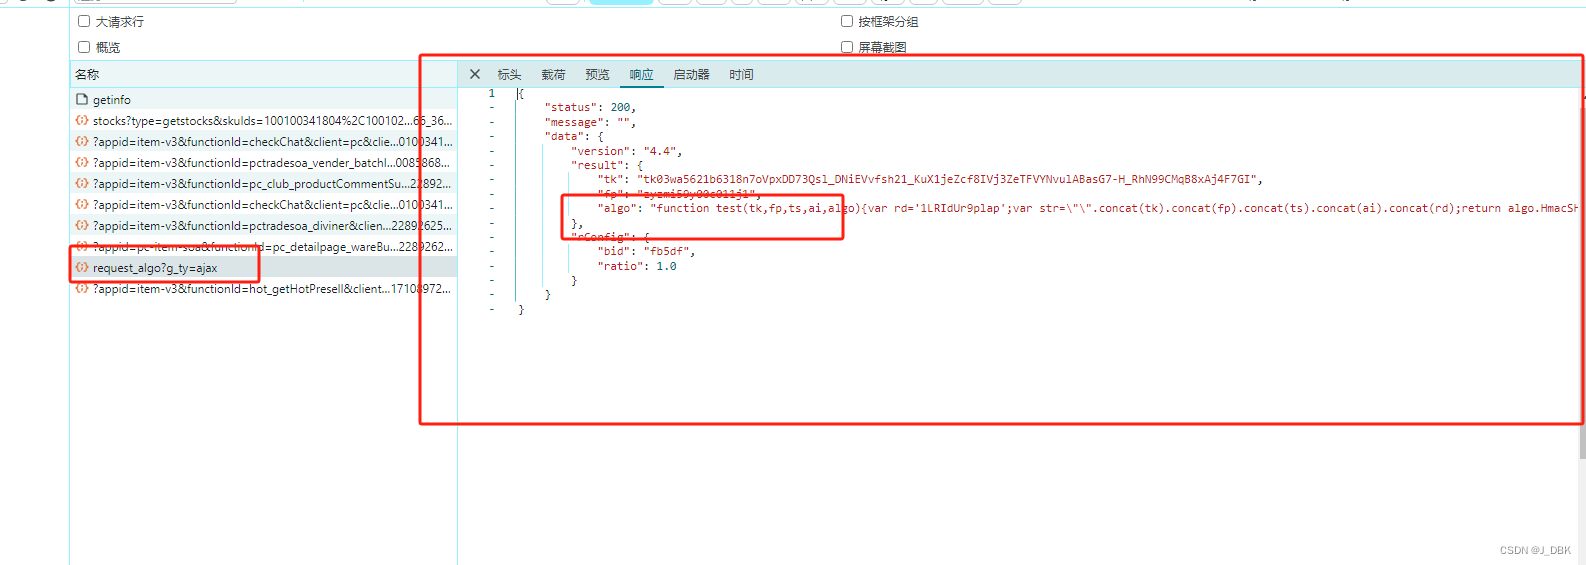 大请求行
按框架分组
概览
屏幕截图
名称
标头 载荷 预览 响应 启动器 时间
getinfo
stocks?type=getstocks&skuIds=100100341804%2C100102...66_36...
?appid=item-v3&functionId=checkChat&client=pc&clie...0100341...
?appid=item-v3&functionId=pctradesoa_vender_batchI...0085868...
?appid=item-v3&functionId=pc_club_productCommentSu...22892...
?appid=item-v3&functionId=checkChat&client=pc&clie...0100341...
?appid=item-v3&functionId=pctradesoa_diviner&clien...22892625...
?appid=pc-item-soa&functionId=pc_detailpage_wareBu...2289262...
request_algo?g_ty=ajax
?appid=item-v3&functionId=hot_getHotPresell&client...17108972...
1 {
- "status": 200,
- "message": "",
- "data": {
- "version": "4.4",
- "result": {
- "tk": "tk03wa5621b6318n7oVpxDD73Qsl_DNiEVvfsh21_KuX1jeZcf8IVj3ZeTFVYNvulABasG7-H_RhN99CMqB8xAj4F7GI",
- "fp": "zyzmi59y00c011j1",
- "algo": "function test(tk,fp,ts,ai,algo){var rd='1LRIdUr9plap';var str=\"\".concat(tk).concat(fp).concat(ts).concat(ai).concat(rd);return algo.HmacSH
- },
- "rConfig": {
- "bid": "fb5df",
- "ratio": 1.0
- }
- }
- }
CSDN @J_DBK